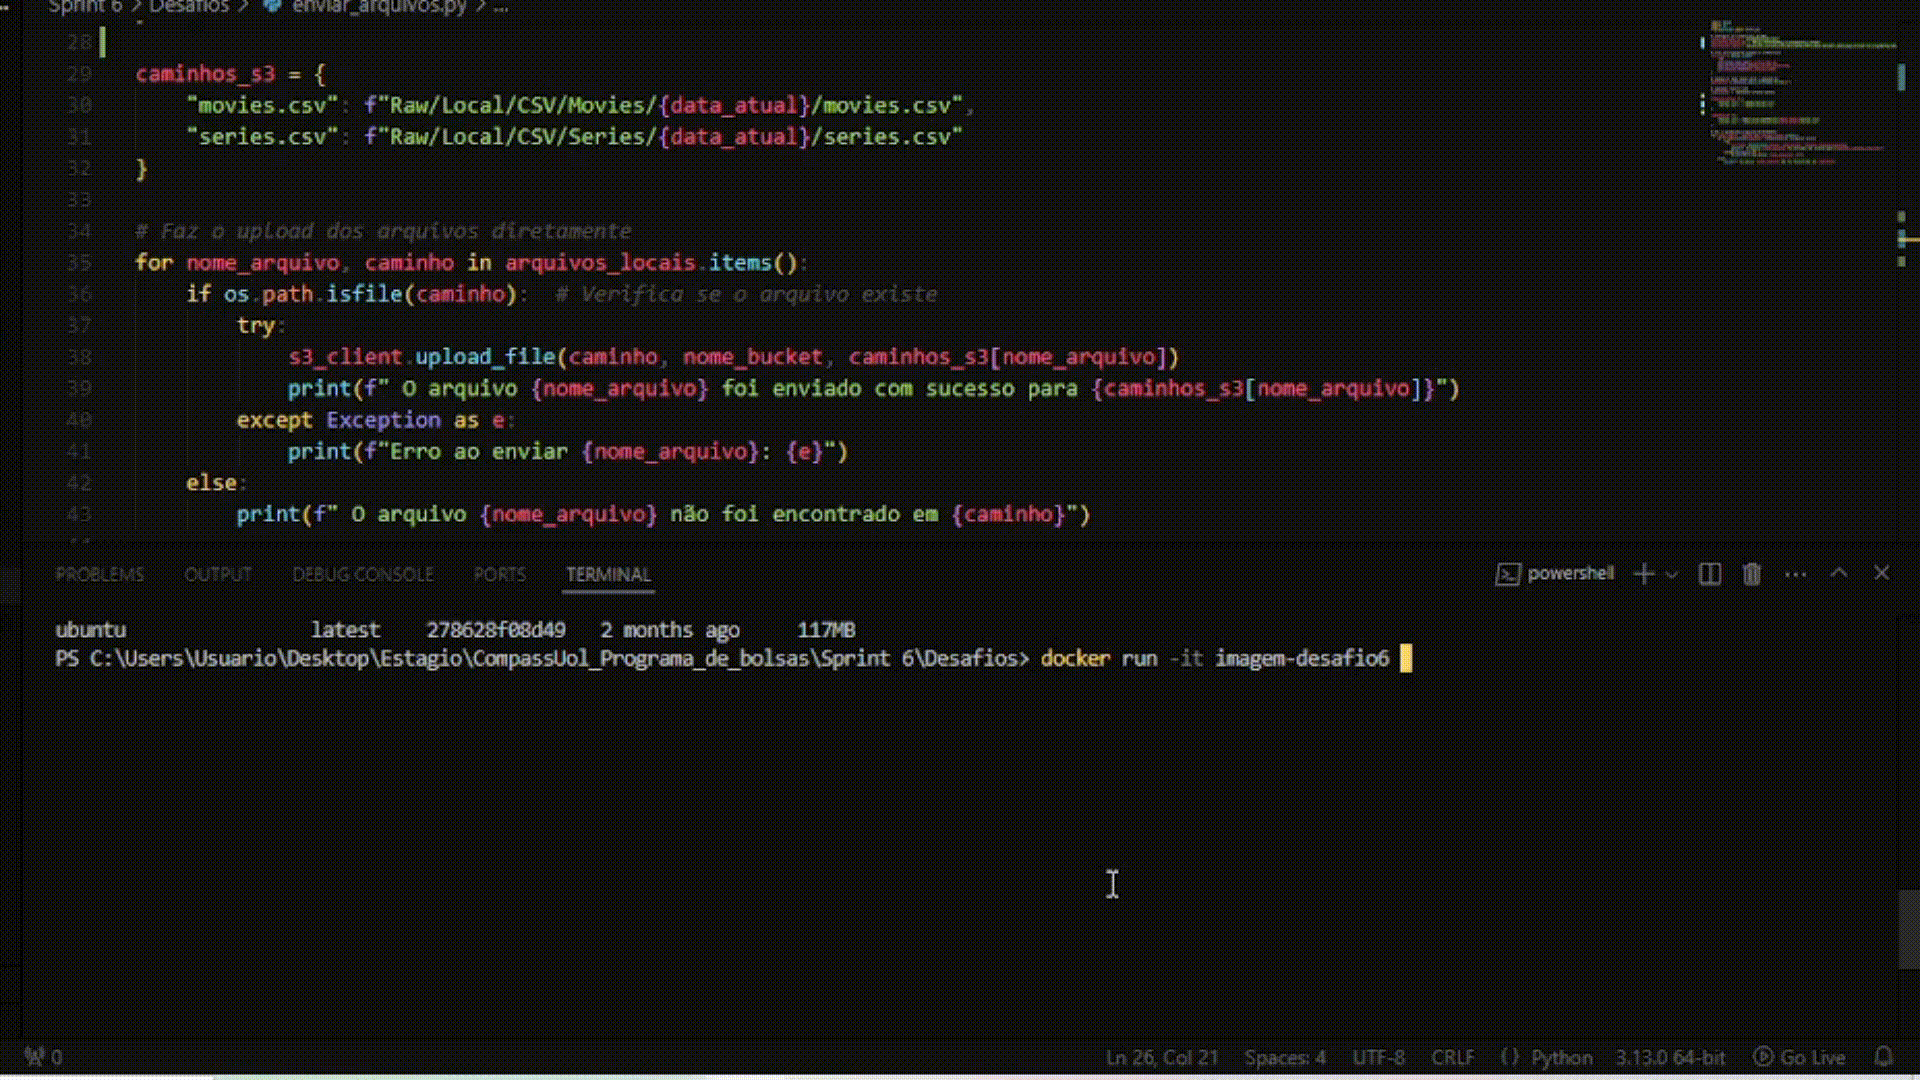 Sprint 6 > Desafios > enviar_arquivos.py > ...
28
29 caminhos_s3 = {
30 "movies.csv": f"Raw/Local/CSV/Movies/{data_atual}/movies.csv",
31 "series.csv": f"Raw/Local/CSV/Series/{data_atual}/series.csv"
32 }
33
34 # Faz o upload dos arquivos diretamente
35 for nome_arquivo, caminho in arquivos_locais.items():
36 if os.path.isfile(caminho): # Verifica se o arquivo existe
37 try:
38 s3_client.upload_file(caminho, nome_bucket, caminhos_s3[nome_arquivo])
39 print(f" O arquivo {nome_arquivo} foi enviado com sucesso para {caminhos_s3[nome_arquivo]}")
40 except Exception as e:
41 print(f"Erro ao enviar {nome_arquivo}: {e}")
42 else:
43 print(f" O arquivo {nome_arquivo} não foi encontrado em {caminho}")
PROBLEMS OUTPUT DEBUG CONSOLE PORTS TERMINAL powershell
ubuntu latest 278628f08d49 2 months ago 117MB
PS C:\Users\Usuario\Desktop\Estagio\CompassUol_Programa_de_bolsas\Sprint 6\Desafios> docker run -it imagem-desafio6
0 Ln 26, Col 21 Spaces: 4 UTF-8 CRLF {} Python 3.13.0 64-bit Go Live